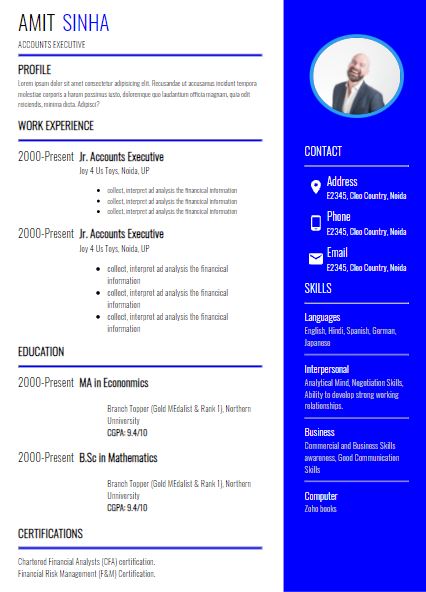 AMIT SINHA
ACCOUNTS EXECUTIVE
PROFILE
Lorem ipsum dolor sit amet consectetur adipisicing elit. Recusandae ut accusamus incidunt temporibus,
molestiae corporis a harum possimus iusto, doloremque quo laudantium officia magnam, quia odit
reiciendis, minima dicta. Adipisci?
WORK EXPERIENCE
2000-Present Jr. Accounts Executive
Joy 4 Us Toys, Noida, UP
collect, interpret ad analysis the financical information
collect, interpret ad analysis the financical information
collect, interpret ad analysis the financical information
2000-Present Jr. Accounts Executive
Joy 4 Us Toys, Noida, UP
collect, interpret ad analysis the financical
information
collect, interpret ad analysis the financical
information
collect, interpret ad analysis the financical
information
EDUCATION
2000-Present MA in Econonmics
Branch Topper (Gold MEdalist & Rank 1), Northern
University
CGPA: 9.4/10
2000-Present B.Sc in Mathematics
Branch Topper (Gold MEdalist & Rank 1), Northern
University
CGPA: 9.4/10
CERTIFICATIONS
Chartered Financial Analysts (CFA) certification.
Financial Risk Management (F&M) Certification.
CONTACT
Address
E2345, Cleo Country, Noida
Phone
E2345, Cleo Country, Noida
Email
E2345, Cleo Country, Noida
SKILLS
Languages
English, Hindi, Spanish, German,
Japanese
Interpersonal
Analytical Mind, Negotiation Skills,
Ability to develop strong working
relationships.
Business
Commercial and Business Skills
awareness, Good Communication
Skills
Computer
Zoho books